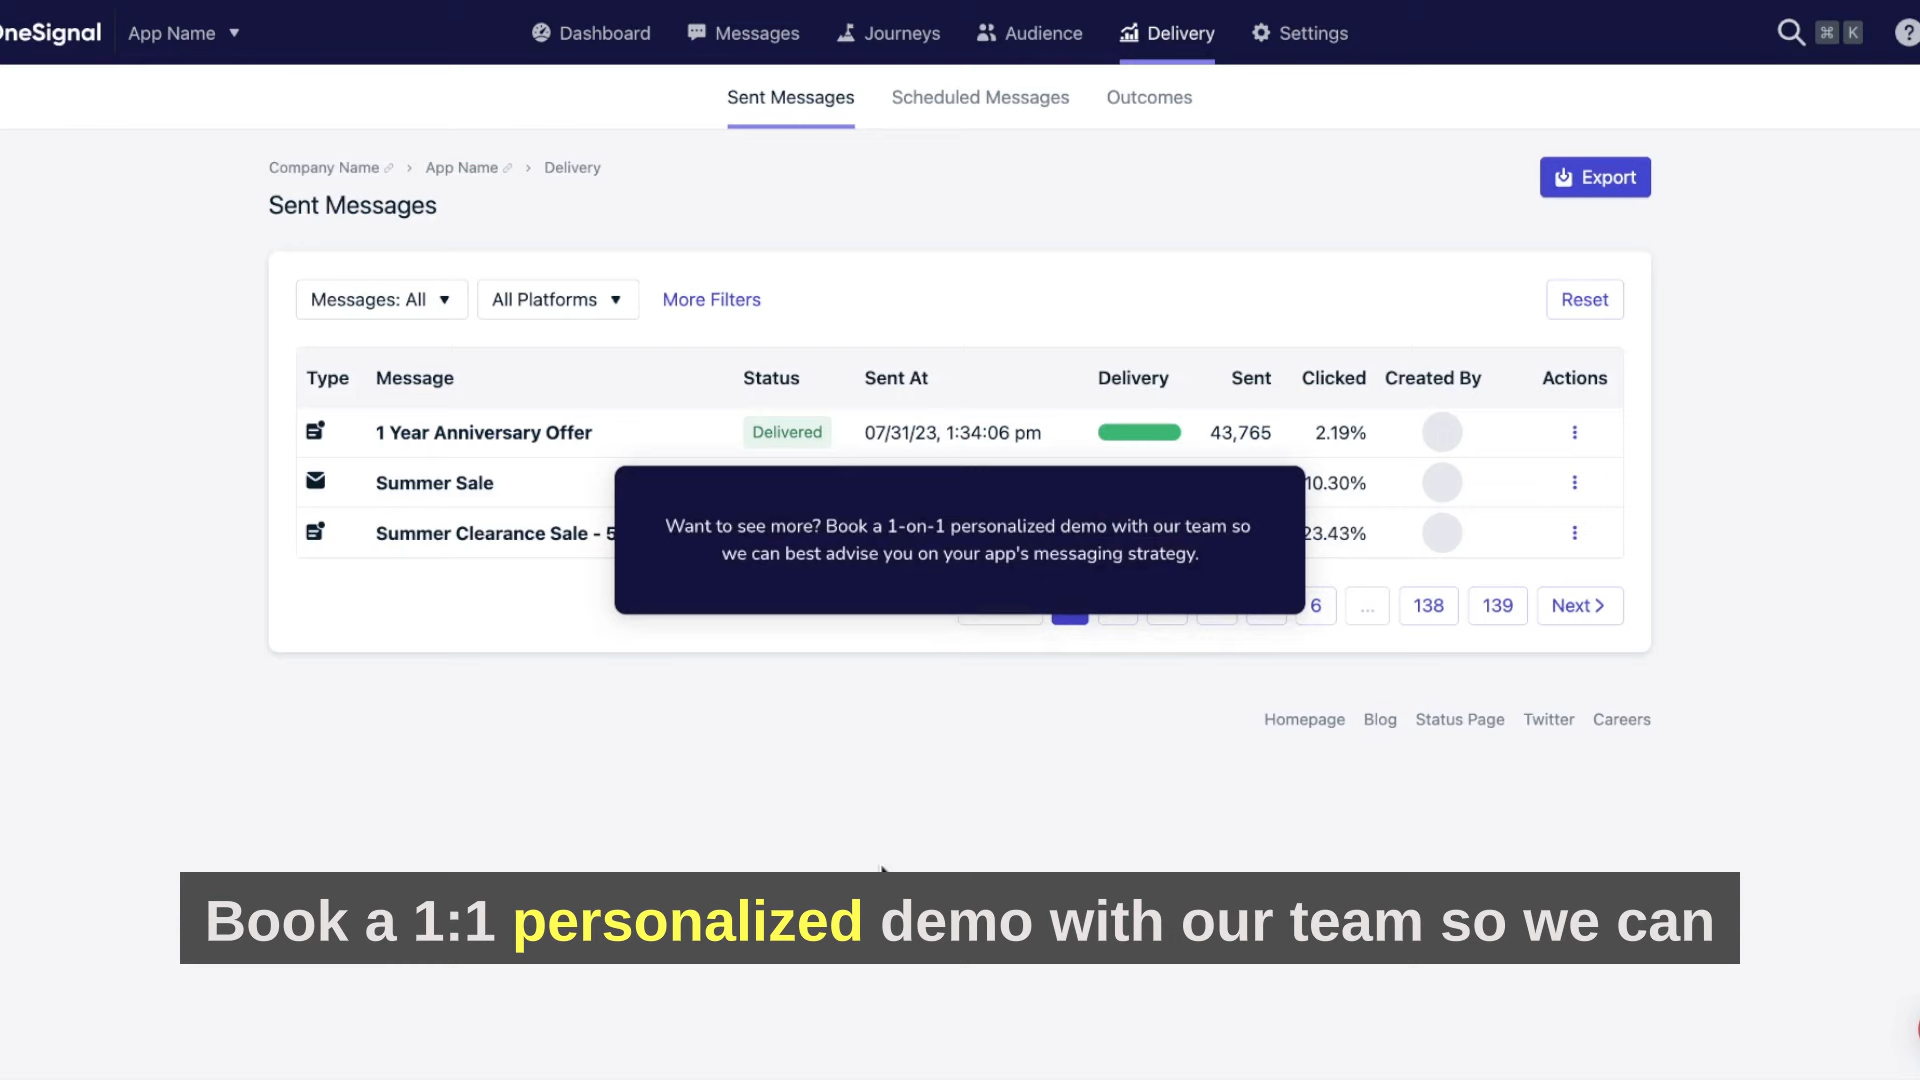 OneSignal App Name Dashboard Messages Journeys Audience Delivery Settings ⌘ K ?
Sent Messages Scheduled Messages Outcomes
Company Name › App Name › Delivery
Export
Sent Messages
Messages: All All Platforms More Filters Reset
Type Message Status Sent At Delivery Sent Clicked Created By Actions
1 Year Anniversary Offer Delivered 07/31/23, 1:34:06 pm 43,765 2.19%
Summer Sale 10.30%
Summer Clearance Sale - 5 23.43%
Want to see more? Book a 1-on-1 personalized demo with our team so
we can best advise you on your app's messaging strategy.
6 ... 138 139 Next
Homepage Blog Status Page Twitter Careers
Book a 1:1 personalized demo with our team so we can